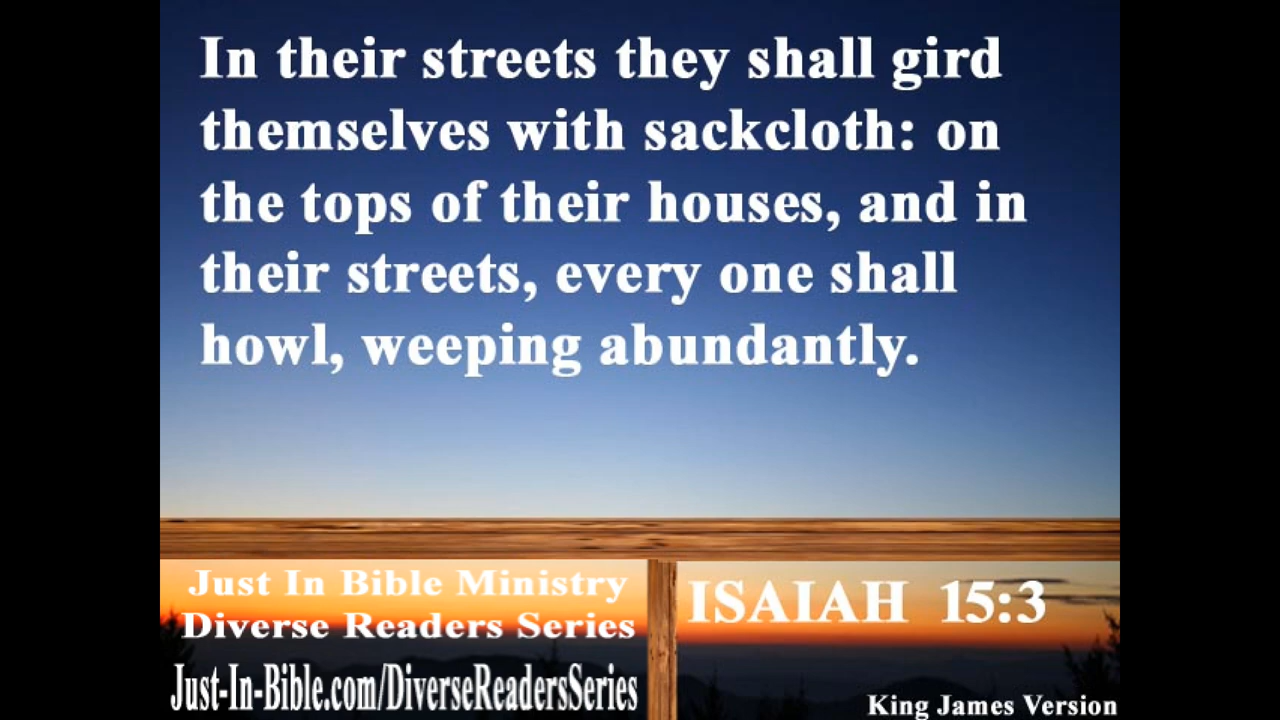 In their streets they shall gird
themselves with sackcloth: on
the tops of their houses, and in
their streets, every one shall
howl, weeping abundantly.
Just In Bible Ministry
Diverse Readers Series
Just-In-Bible.com/DiverseReadersSeries
ISAIAH 15:3
King James Version